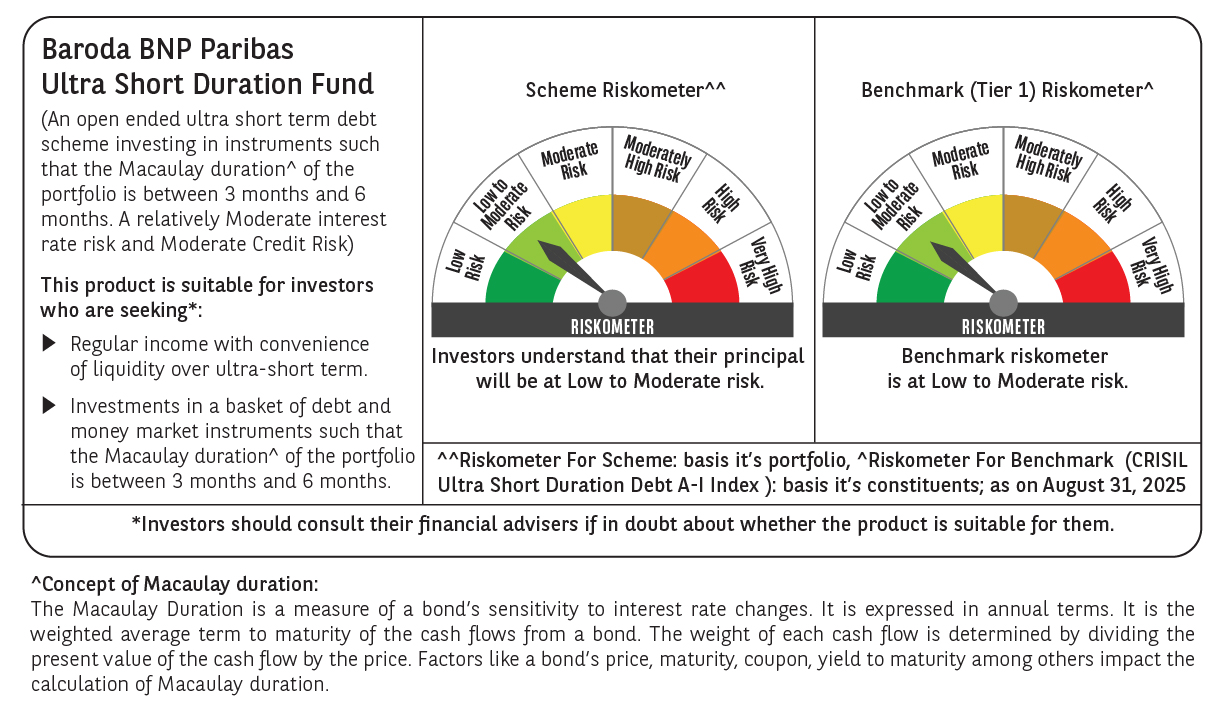 Baroda BNP Paribas
Ultra Short Duration Fund
(An open ended ultra short term debt
scheme investing in instruments such
that the Macaulay duration^ of the
portfolio is between 3 months and 6
months. A relatively Moderate interest
rate risk and Moderate Credit Risk)
This product is suitable for investors
who are seeking*:
▶ Regular income with convenience
of liquidity over ultra-short term.
▶ Investments in a basket of debt and
money market instruments such that
the Macaulay duration^ of the portfolio
is between 3 months and 6 months.
Scheme Riskometer^^
Low
Risk
Low to
Moderate
Risk
Moderate
Risk
Moderately
High Risk
High
Risk
Very High
Risk
RISKOMETER
Investors understand that their principal
will be at Low to Moderate risk.
Benchmark (Tier 1) Riskometer^
Low
Risk
Low to
Moderate
Risk
Moderate
Risk
Moderately
High Risk
High
Risk
Very High
Risk
RISKOMETER
Benchmark riskometer
is at Low to Moderate risk.
^^Riskometer For Scheme: basis it's portfolio, ^Riskometer For Benchmark (CRISIL
Ultra Short Duration Debt A-I Index ): basis it's constituents; as on August 31, 2025
*Investors should consult their financial advisers if in doubt about whether the product is suitable for them.
^Concept of Macaulay duration:
The Macaulay Duration is a measure of a bond's sensitivity to interest rate changes. It is expressed in annual terms. It is the
weighted average term to maturity of the cash flows from a bond. The weight of each cash flow is determined by dividing the
present value of the cash flow by the price. Factors like a bond's price, maturity, coupon, yield to maturity among others impact the
calculation of Macaulay duration.